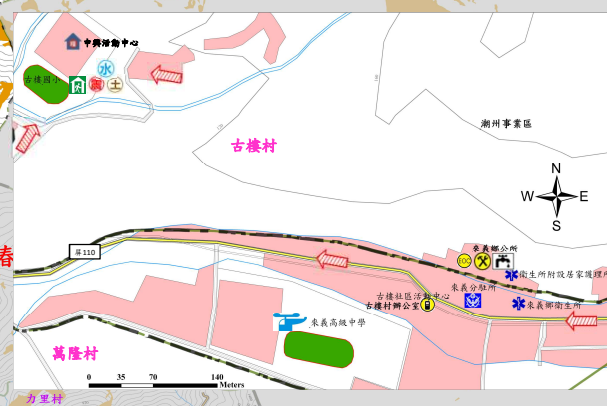 中興活動中心
水
古樓國小
震
土
古樓村
潮州事業區
N
W
E
S
春
屏110
來義鄉公所
EOC
衛生所附設居家護理所
來義分駐所
古樓社區活動中心
古樓村辦公室
來義鄉衛生所
來義高級中學
萬隆村
0 35 70 140
Meters
力里村